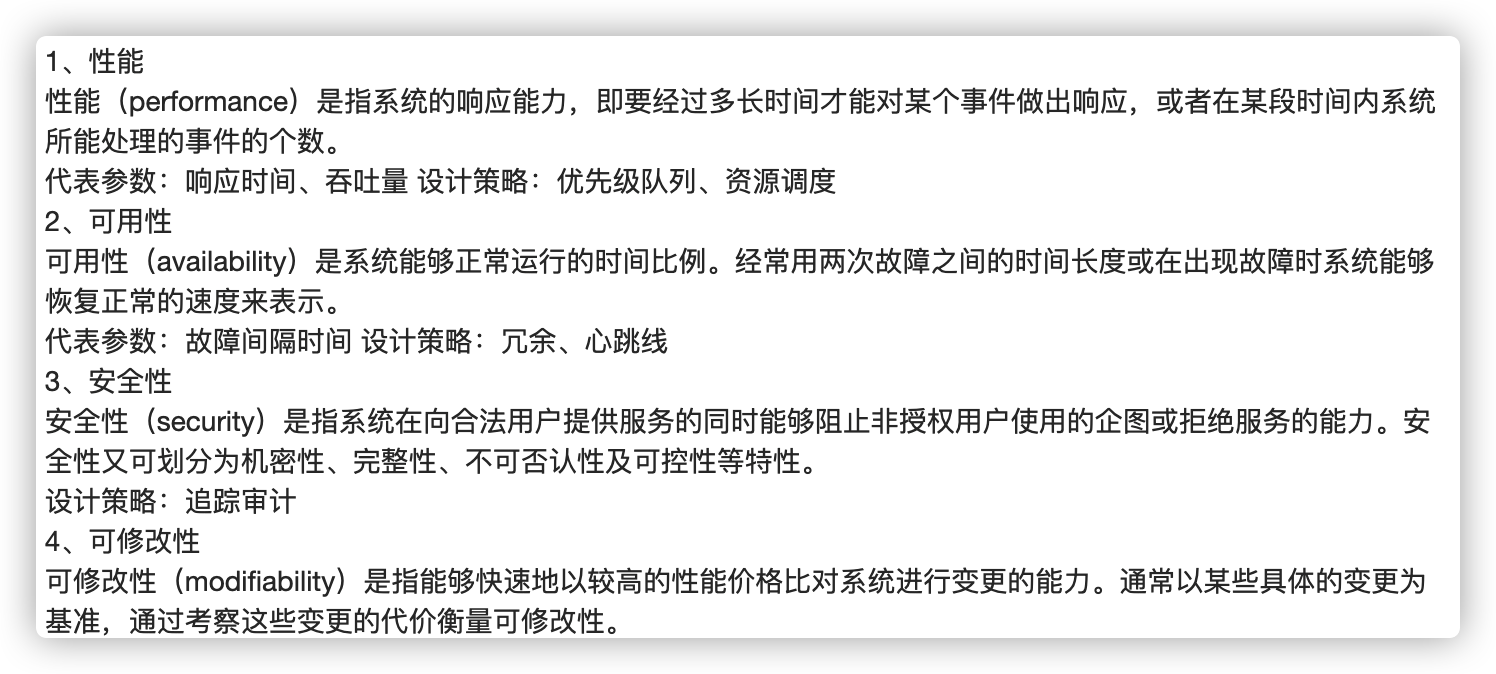 1、性能
性能（performance）是指系统的响应能力，即要经过多长时间才能对某个事件做出响应，或者在某段时间内系统
所能处理的事件的个数。
代表参数：响应时间、吞吐量 设计策略：优先级队列、资源调度
2、可用性
可用性（availability）是系统能够正常运行的时间比例。经常用两次故障之间的时间长度或在出现故障时系统能够
恢复正常的速度来表示。
代表参数：故障间隔时间 设计策略：冗余、心跳线
3、安全性
安全性（security）是指系统在向合法用户提供服务的同时能够阻止非授权用户使用的企图或拒绝服务的能力。安
全性又可划分为机密性、完整性、不可否认性及可控性等特性。
设计策略：追踪审计
4、可修改性
可修改性（modifiability）是指能够快速地以较高的性能价格比对系统进行变更的能力。通常以某些具体的变更为
基准，通过考察这些变更的代价衡量可修改性。